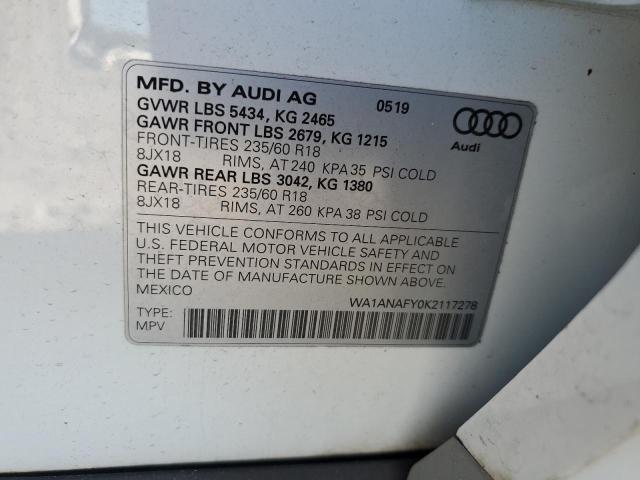 MFD. BY AUDI AG 0519
GVWR LBS 5434, KG 2465
GAWR FRONT LBS 2679, KG 1215
FRONT-TIRES 235/60 R18
8JX18 RIMS, AT 240 KPA 35 PSI COLD
GAWR REAR LBS 3042, KG 1380
REAR-TIRES 235/60 R18
8JX18 RIMS, AT 260 KPA 38 PSI COLD
Audi
THIS VEHICLE CONFORMS TO ALL APPLICABLE
U.S. FEDERAL MOTOR VEHICLE SAFETY AND
THEFT PREVENTION STANDARDS IN EFFECT ON
THE DATE OF MANUFACTURE SHOWN ABOVE.
MEXICO
WA1ANAFY0K2117278
TYPE:
MPV